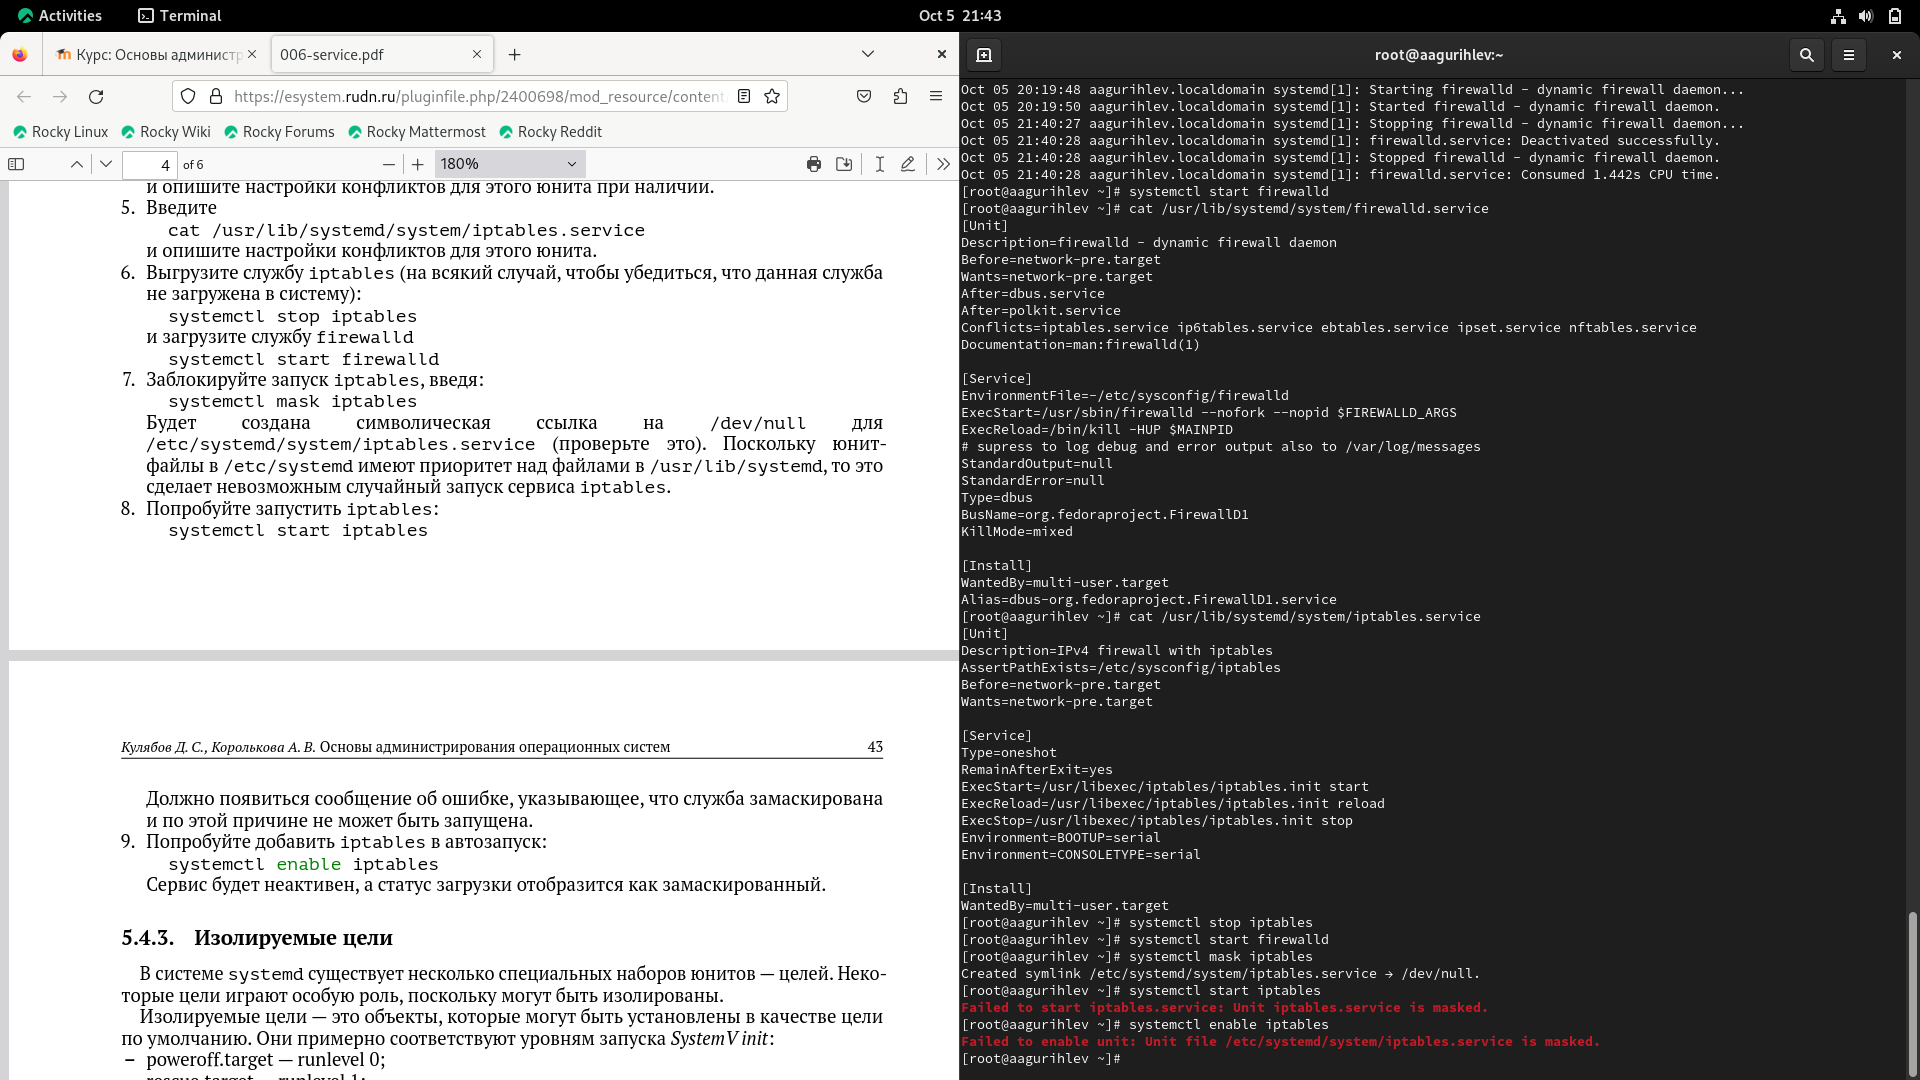 Activities
Terminal
Oct 5 21:43
Курс: Основы администр
006-service.pdf
root@aagurihlev:~
https://esystem.rudn.ru/pluginfile.php/2400698/mod_resource/content
Rocky Linux
Rocky Wiki
Rocky Forums
Rocky Mattermost
Rocky Reddit
4 of 6
180%
и опишите настройки конфликтов для этого юнита при наличии.
5. Введите
cat /usr/lib/systemd/system/iptables.service
и опишите настройки конфликтов для этого юнита.
6. Выгрузите службу iptables (на всякий случай, чтобы убедиться, что данная служба
не загружена в систему):
systemctl stop iptables
и загрузите службу firewalld
systemctl start firewalld
7. Заблокируйте запуск iptables, введя:
systemctl mask iptables
Будет создана символическая ссылка на /dev/null для
/etc/systemd/system/iptables.service (проверьте это). Поскольку юнит-
файлы в /etc/systemd имеют приоритет над файлами в /usr/lib/systemd, то это
сделает невозможным случайный запуск сервиса iptables.
8. Попробуйте запустить iptables:
systemctl start iptables
Кулябов Д. С., Королькова А. В. Основы администрирования операционных систем 43
Должно появиться сообщение об ошибке, указывающее, что служба замаскирована
и по этой причине не может быть запущена.
9. Попробуйте добавить iptables в автозапуск:
systemctl enable iptables
Сервис будет неактивен, а статус загрузки отобразится как замаскированный.
5.4.3. Изолируемые цели
В системе systemd существует несколько специальных наборов юнитов — целей. Неко-
торые цели играют особую роль, поскольку могут быть изолированы.
Изолируемые цели — это объекты, которые могут быть установлены в качестве цели
по умолчанию. Они примерно соответствуют уровням запуска SystemV init:
– poweroff.target — runlevel 0;
rescue.target — runlevel 1;
Oct 05 20:19:48 aagurihlev.localdomain systemd[1]: Starting firewalld - dynamic firewall daemon...
Oct 05 20:19:50 aagurihlev.localdomain systemd[1]: Started firewalld - dynamic firewall daemon.
Oct 05 21:40:27 aagurihlev.localdomain systemd[1]: Stopping firewalld - dynamic firewall daemon...
Oct 05 21:40:28 aagurihlev.localdomain systemd[1]: firewalld.service: Deactivated successfully.
Oct 05 21:40:28 aagurihlev.localdomain systemd[1]: Stopped firewalld - dynamic firewall daemon.
Oct 05 21:40:28 aagurihlev.localdomain systemd[1]: firewalld.service: Consumed 1.442s CPU time.
[root@aagurihlev ~]# systemctl start firewalld
[root@aagurihlev ~]# cat /usr/lib/systemd/system/firewalld.service
[Unit]
Description=firewalld - dynamic firewall daemon
Before=network-pre.target
Wants=network-pre.target
After=dbus.service
After=polkit.service
Conflicts=iptables.service ip6tables.service ebtables.service ipset.service nftables.service
Documentation=man:firewalld(1)
[Service]
EnvironmentFile=-/etc/sysconfig/firewalld
ExecStart=/usr/sbin/firewalld --nofork --nopid $FIREWALLD_ARGS
ExecReload=/bin/kill -HUP $MAINPID
# supress to log debug and error output also to /var/log/messages
StandardOutput=null
StandardError=null
Type=dbus
BusName=org.fedoraproject.FirewallD1
KillMode=mixed
[Install]
WantedBy=multi-user.target
Alias=dbus-org.fedoraproject.FirewallD1.service
[root@aagurihlev ~]# cat /usr/lib/systemd/system/iptables.service
[Unit]
Description=IPv4 firewall with iptables
AssertPathExists=/etc/sysconfig/iptables
Before=network-pre.target
Wants=network-pre.target
[Service]
Type=oneshot
RemainAfterExit=yes
ExecStart=/usr/libexec/iptables/iptables.init start
ExecReload=/usr/libexec/iptables/iptables.init reload
ExecStop=/usr/libexec/iptables/iptables.init stop
Environment=BOOTUP=serial
Environment=CONSOLETYPE=serial
[Install]
WantedBy=multi-user.target
[root@aagurihlev ~]# systemctl stop iptables
[root@aagurihlev ~]# systemctl start firewalld
[root@aagurihlev ~]# systemctl mask iptables
Created symlink /etc/systemd/system/iptables.service → /dev/null.
[root@aagurihlev ~]# systemctl start iptables
Failed to start iptables.service: Unit iptables.service is masked.
[root@aagurihlev ~]# systemctl enable iptables
Failed to enable unit: Unit file /etc/systemd/system/iptables.service is masked.
[root@aagurihlev ~]#